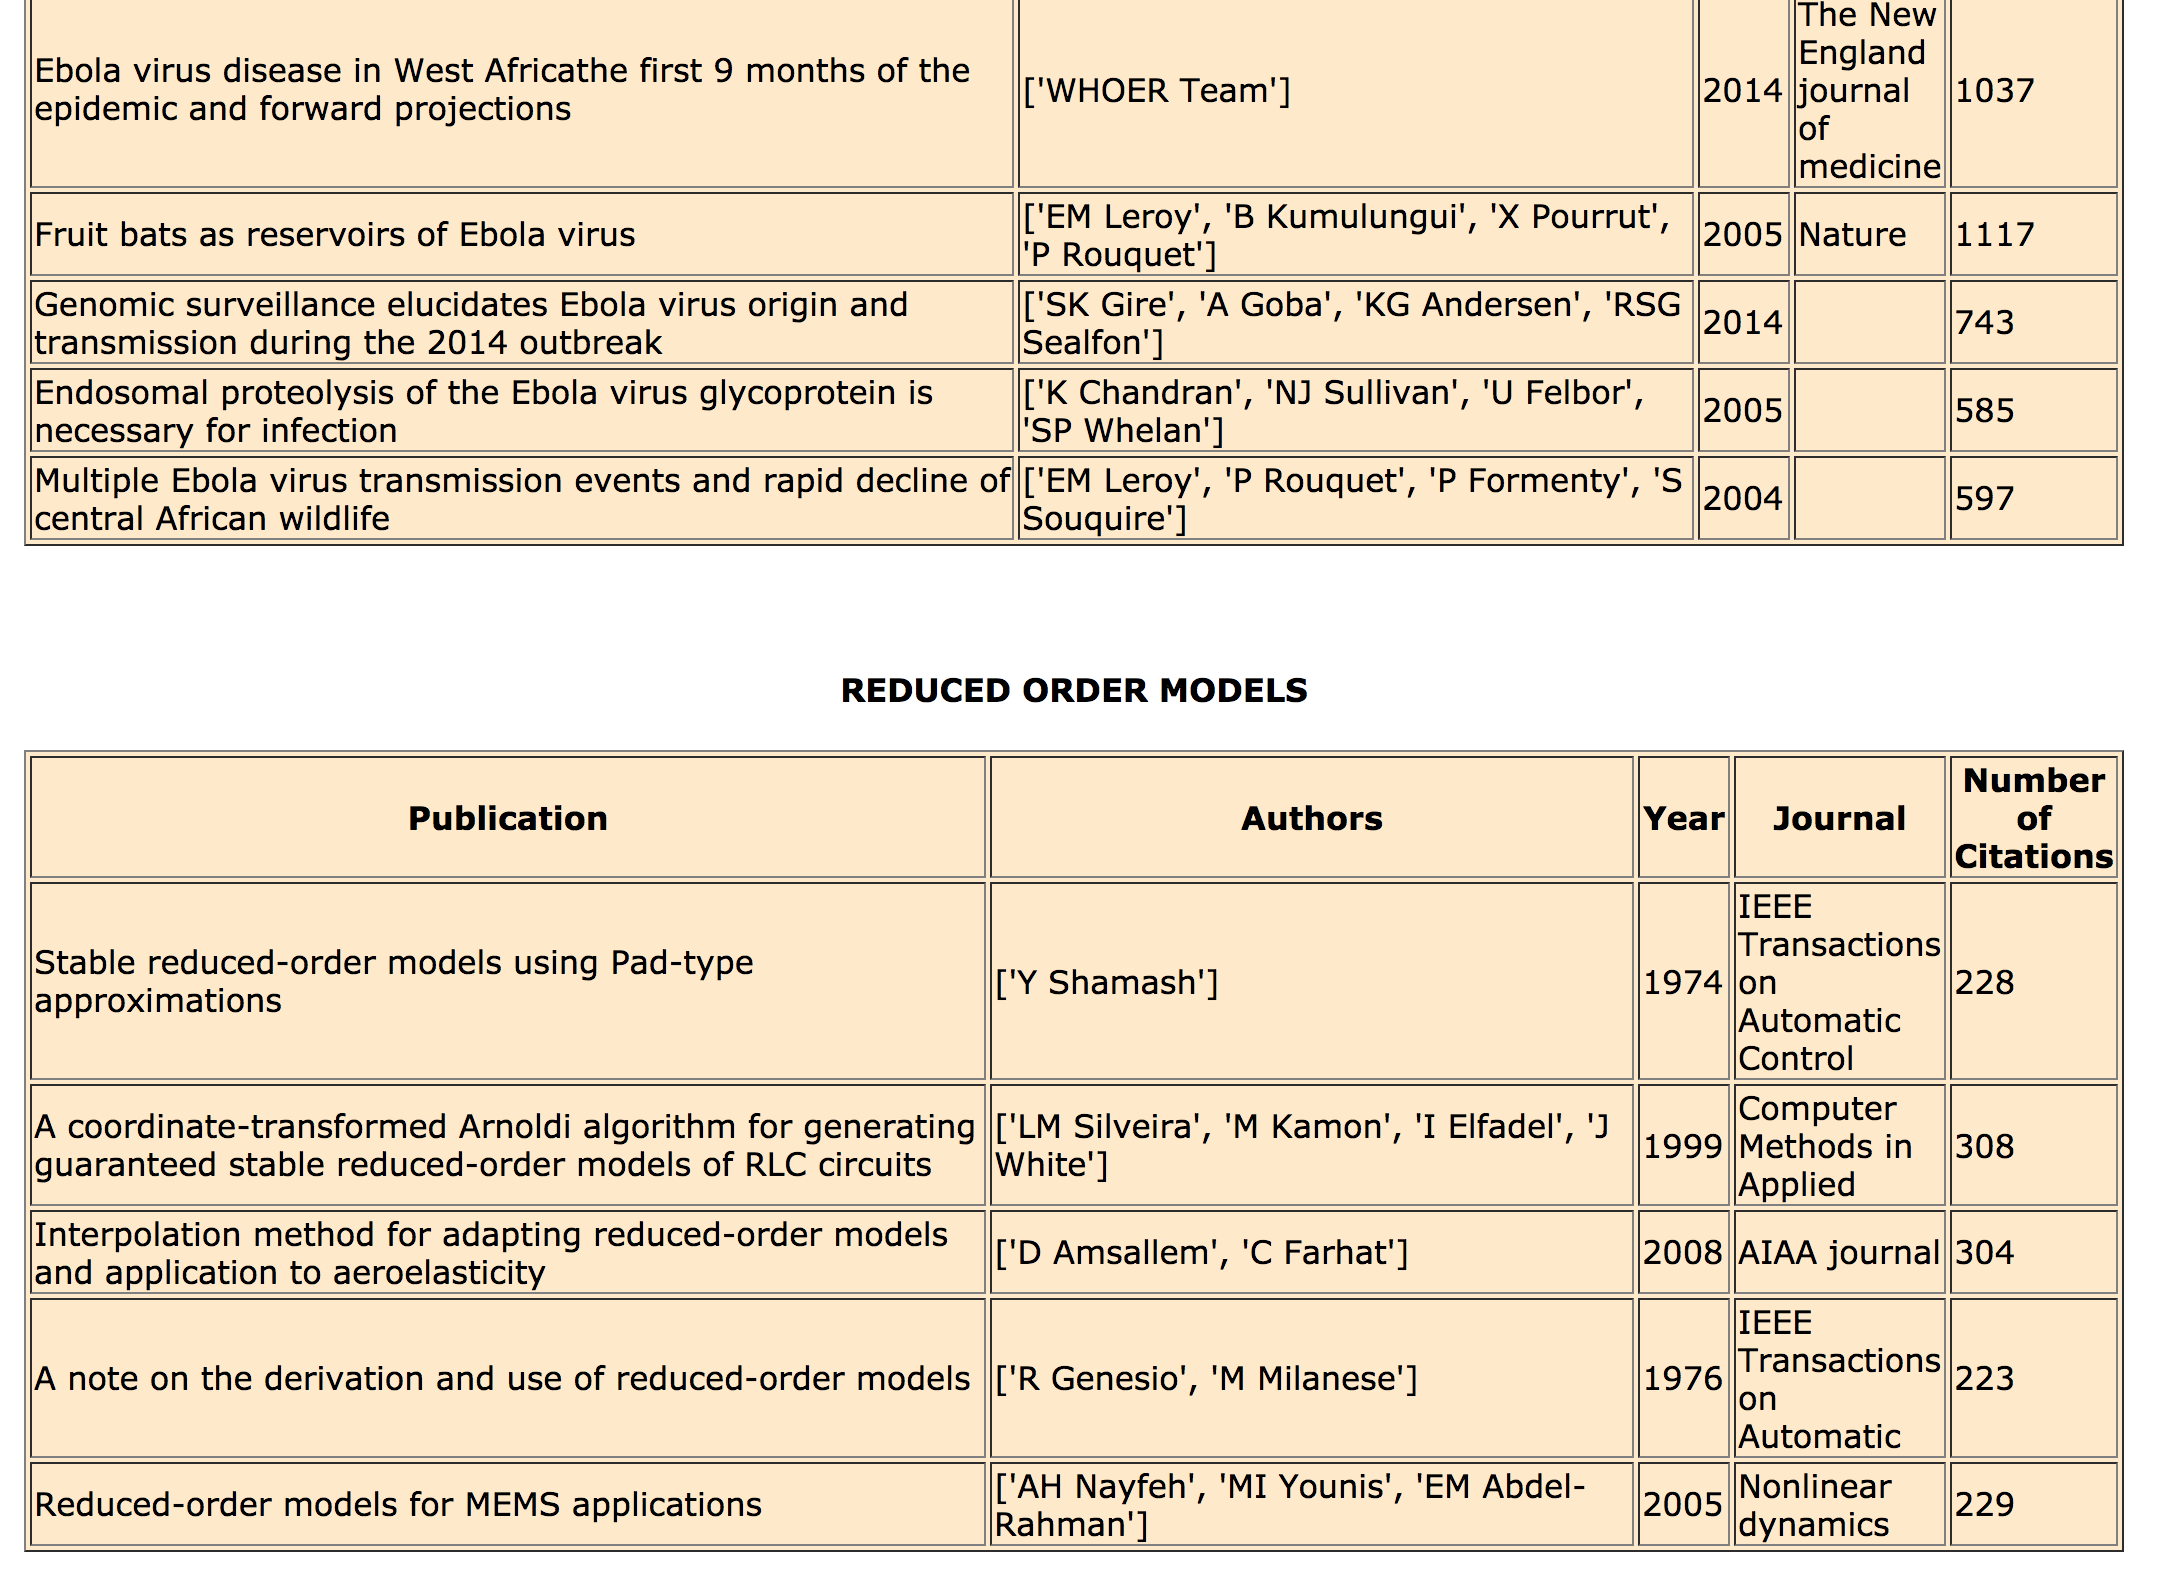 The New
England
journal
of
medicine
Ebola virus disease in West Africathe first 9 months of the
epidemic and forward projections
['WHOER Team']
2014
1037
Fruit bats as reservoirs of Ebola virus
['EM Leroy', 'B Kumulungui', 'X Pourrut',
'P Rouquet']
2005
Nature
1117
Genomic surveillance elucidates Ebola virus origin and
transmission during the 2014 outbreak
['SK Gire', 'A Goba', 'KG Andersen', 'RSG
Sealfon']
2014
743
Endosomal proteolysis of the Ebola virus glycoprotein is
necessary for infection
['K Chandran', 'NJ Sullivan', 'U Felbor',
'SP Whelan']
2005
585
Multiple Ebola virus transmission events and rapid decline of
central African wildlife
['EM Leroy', 'P Rouquet', 'P Formenty', 'S
Souquire']
2004
597
REDUCED ORDER MODELS
Publication
Authors
Year
Journal
Number
of
Citations
Stable reduced-order models using Pad-type
approximations
['Y Shamash']
1974
IEEE
Transactions
on
Automatic
Control
228
A coordinate-transformed Arnoldi algorithm for generating
guaranteed stable reduced-order models of RLC circuits
['LM Silveira', 'M Kamon', 'I Elfadel', 'J
White']
1999
Computer
Methods in
Applied
308
Interpolation method for adapting reduced-order models
and application to aeroelasticity
['D Amsallem', 'C Farhat']
2008
AIAA journal
304
A note on the derivation and use of reduced-order models
['R Genesio', 'M Milanese']
1976
IEEE
Transactions
on
Automatic
223
Reduced-order models for MEMS applications
['AH Nayfeh', 'MI Younis', 'EM Abdel-
Rahman']
2005
Nonlinear
dynamics
229